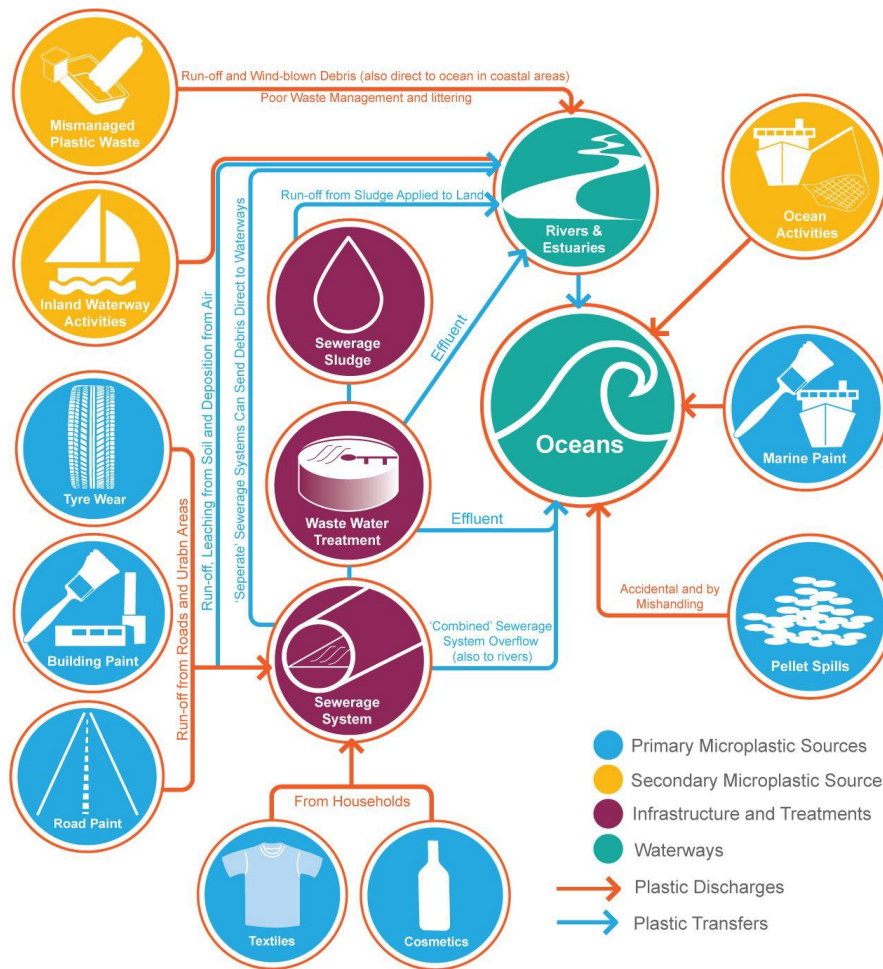 Run-off and Wind-blown Debris (also direct to ocean in coastal areas)
Poor Waste Management and littering
Mismanaged
Plastic Waste
Inland Waterway
Activities
Run-off from Sludge Applied to Land
Rivers &
Estuaries
Ocean
Activities
Sewerage
Sludge
Effluent
Run-off, Leaching from Soil and Deposition from Air
'Seperate' Sewerage Systems Can Send Debris Direct to Waterways
Oceans
Marine Paint
Tyre Wear
Waste Water
Treatment
Effluent
Run-off from Roads and Urabn Areas
Building Paint
Accidental and by
Mishandling
Pellet Spills
'Combined' Sewerage
System Overflow
(also to rivers)
Sewerage
System
Road Paint
From Households
Textiles
Cosmetics
Primary Microplastic Sources
Secondary Microplastic Source
Infrastructure and Treatments
Waterways
Plastic Discharges
Plastic Transfers